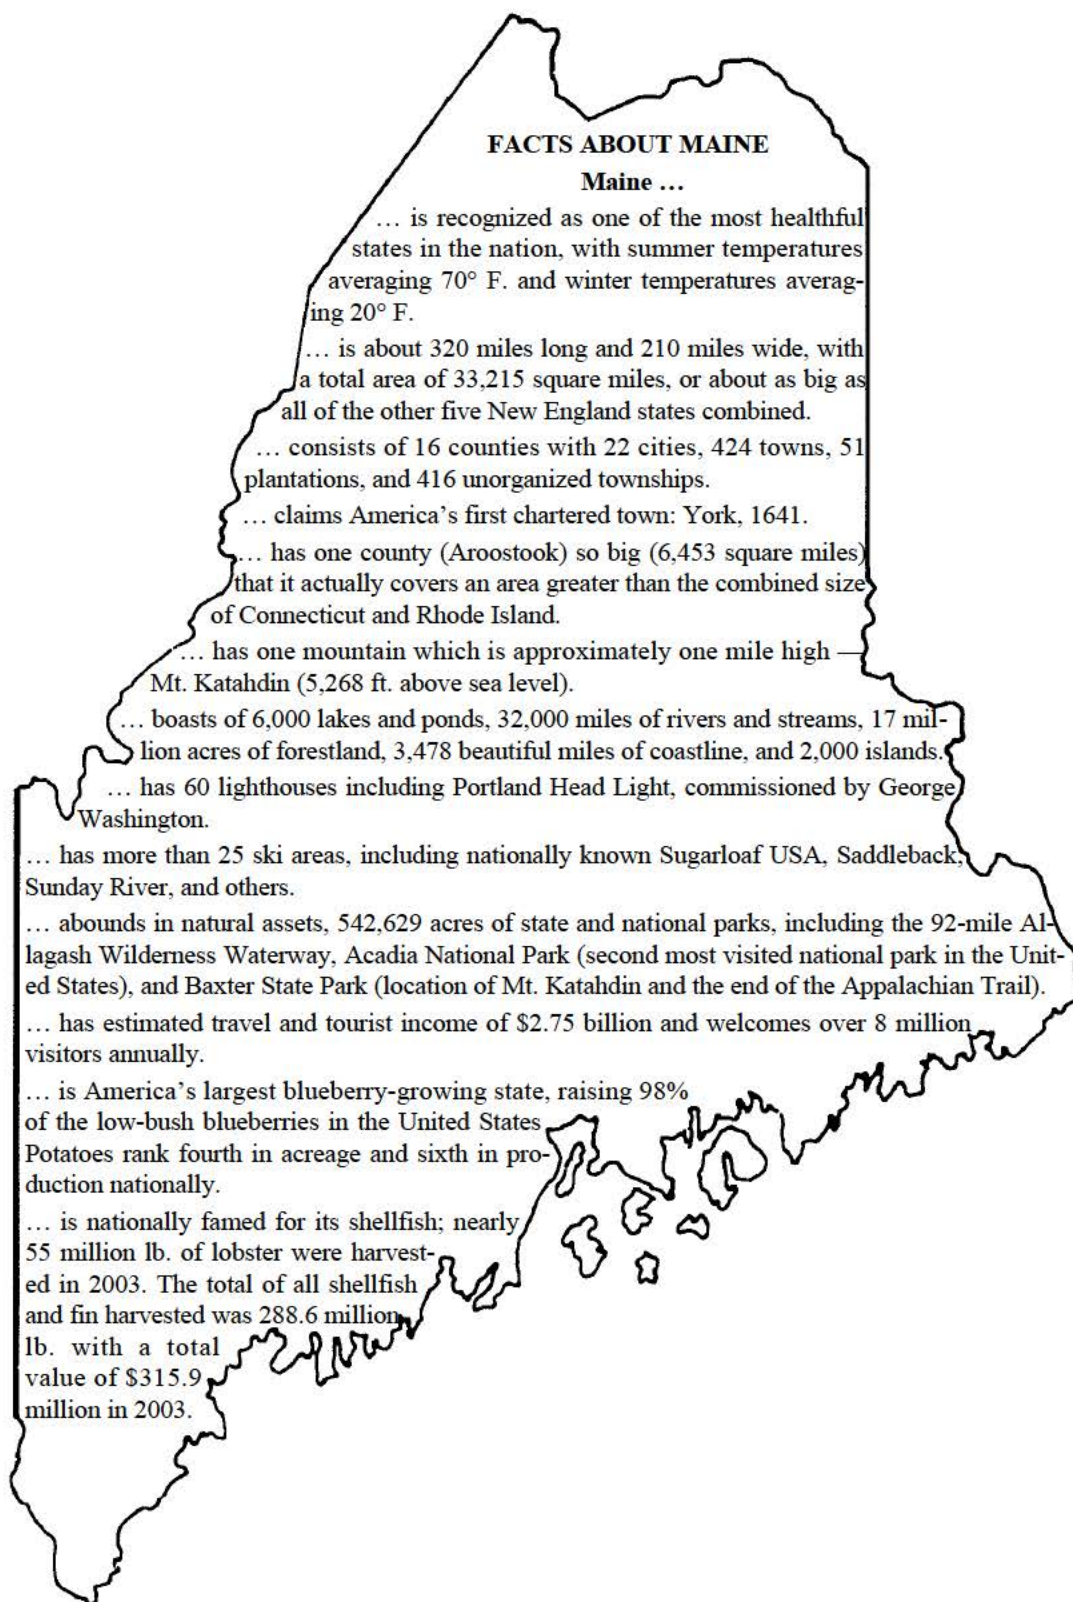 FACTS ABOUT MAINE
Maine …
… is recognized as one of the most healthful
states in the nation, with summer temperatures
averaging 70° F. and winter temperatures averag-
ing 20° F.
… is about 320 miles long and 210 miles wide, with
a total area of 33,215 square miles, or about as big as
all of the other five New England states combined.
… consists of 16 counties with 22 cities, 424 towns, 51
plantations, and 416 unorganized townships.
… claims America’s first chartered town: York, 1641.
… has one county (Aroostook) so big (6,453 square miles)
that it actually covers an area greater than the combined size
of Connecticut and Rhode Island.
… has one mountain which is approximately one mile high —
Mt. Katahdin (5,268 ft. above sea level).
… boasts of 6,000 lakes and ponds, 32,000 miles of rivers and streams, 17 mil-
lion acres of forestland, 3,478 beautiful miles of coastline, and 2,000 islands.
… has 60 lighthouses including Portland Head Light, commissioned by George
Washington.
… has more than 25 ski areas, including nationally known Sugarloaf USA, Saddleback,
Sunday River, and others.
… abounds in natural assets, 542,629 acres of state and national parks, including the 92-mile Al-
lagash Wilderness Waterway, Acadia National Park (second most visited national park in the Unit-
ed States), and Baxter State Park (location of Mt. Katahdin and the end of the Appalachian Trail).
… has estimated travel and tourist income of $2.75 billion and welcomes over 8 million
visitors annually.
… is America’s largest blueberry-growing state, raising 98%
of the low-bush blueberries in the United States
Potatoes rank fourth in acreage and sixth in pro-
duction nationally.
… is nationally famed for its shellfish; nearly
55 million lb. of lobster were harvest-
ed in 2003. The total of all shellfish
and fin harvested was 288.6 million
lb. with a total
value of $315.9
million in 2003.